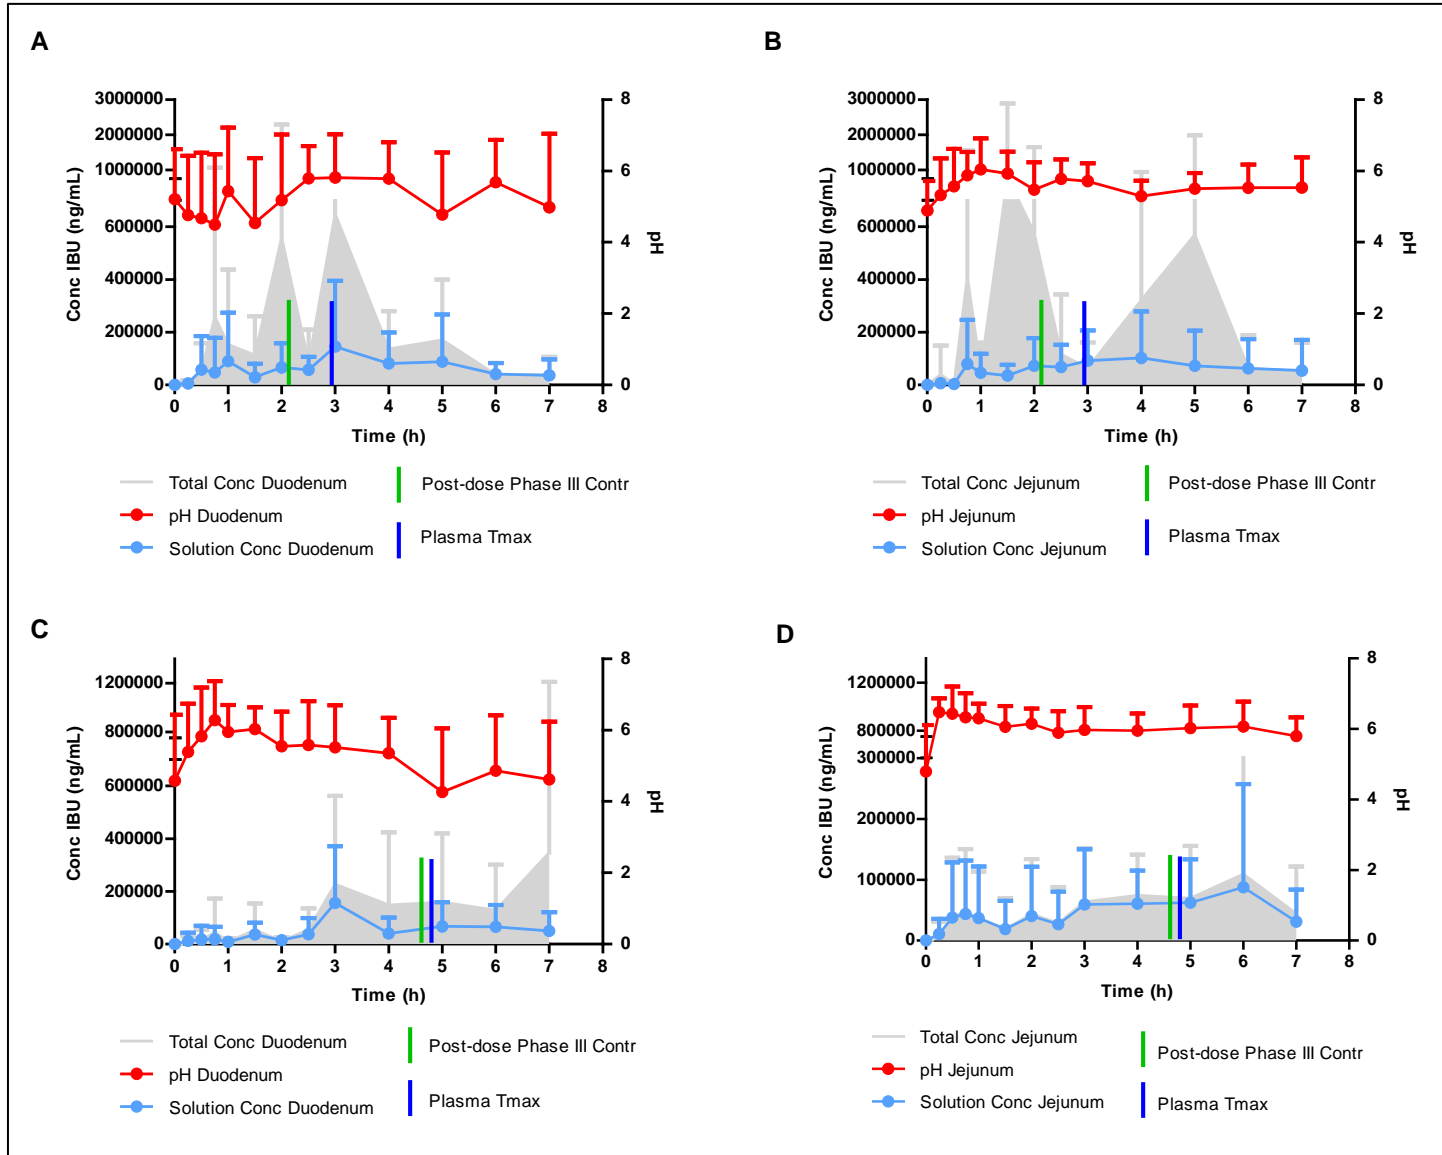 A
B
3000000
2000000
1000000
600000
400000
200000
0
Conc IBU (ng/mL)
8
6
4
2
0
pH
0 1 2 3 4 5 6 7 8
Time (h)
Total Conc Duodenum
pH Duodenum
Solution Conc Duodenum
Post-dose Phase III Contr
Plasma Tmax
3000000
2000000
1000000
600000
400000
200000
0
Conc IBU (ng/mL)
8
6
4
2
0
pH
0 1 2 3 4 5 6 7 8
Time (h)
Total Conc Jejunum
pH Jejunum
Solution Conc Jejunum
Post-dose Phase III Contr
Plasma Tmax
C
D
1200000
800000
600000
400000
200000
0
Conc IBU (ng/mL)
8
6
4
2
0
pH
0 1 2 3 4 5 6 7 8
Time (h)
Total Conc Duodenum
pH Duodenum
Solution Conc Duodenum
Post-dose Phase III Contr
Plasma Tmax
1200000
800000
300000
200000
100000
0
Conc IBU (ng/mL)
8
6
4
2
0
pH
0 1 2 3 4 5 6 7 8
Time (h)
Total Conc Jejunum
pH Jejunum
Solution Conc Jejunum
Post-dose Phase III Contr
Plasma Tmax